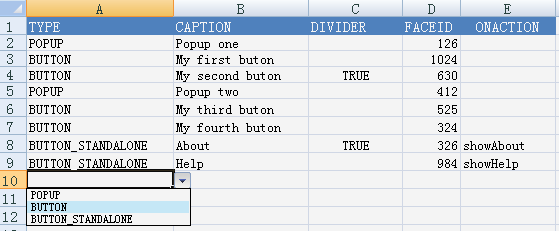 A B C D E
1 TYPE CAPTION DIVIDER FACEID ONACTION
2 POPUP Popup one 126
3 BUTTON My first buton 1024
4 BUTTON My second buton TRUE 630
5 POPUP Popup two 412
6 BUTTON My third buton 525
7 BUTTON My fourth buton 324
8 BUTTON_STANDALONE About TRUE 326 showAbout
9 BUTTON_STANDALONE Help 984 showHelp
10
11 POPUP
BUTTON
12 BUTTON_STANDALONE